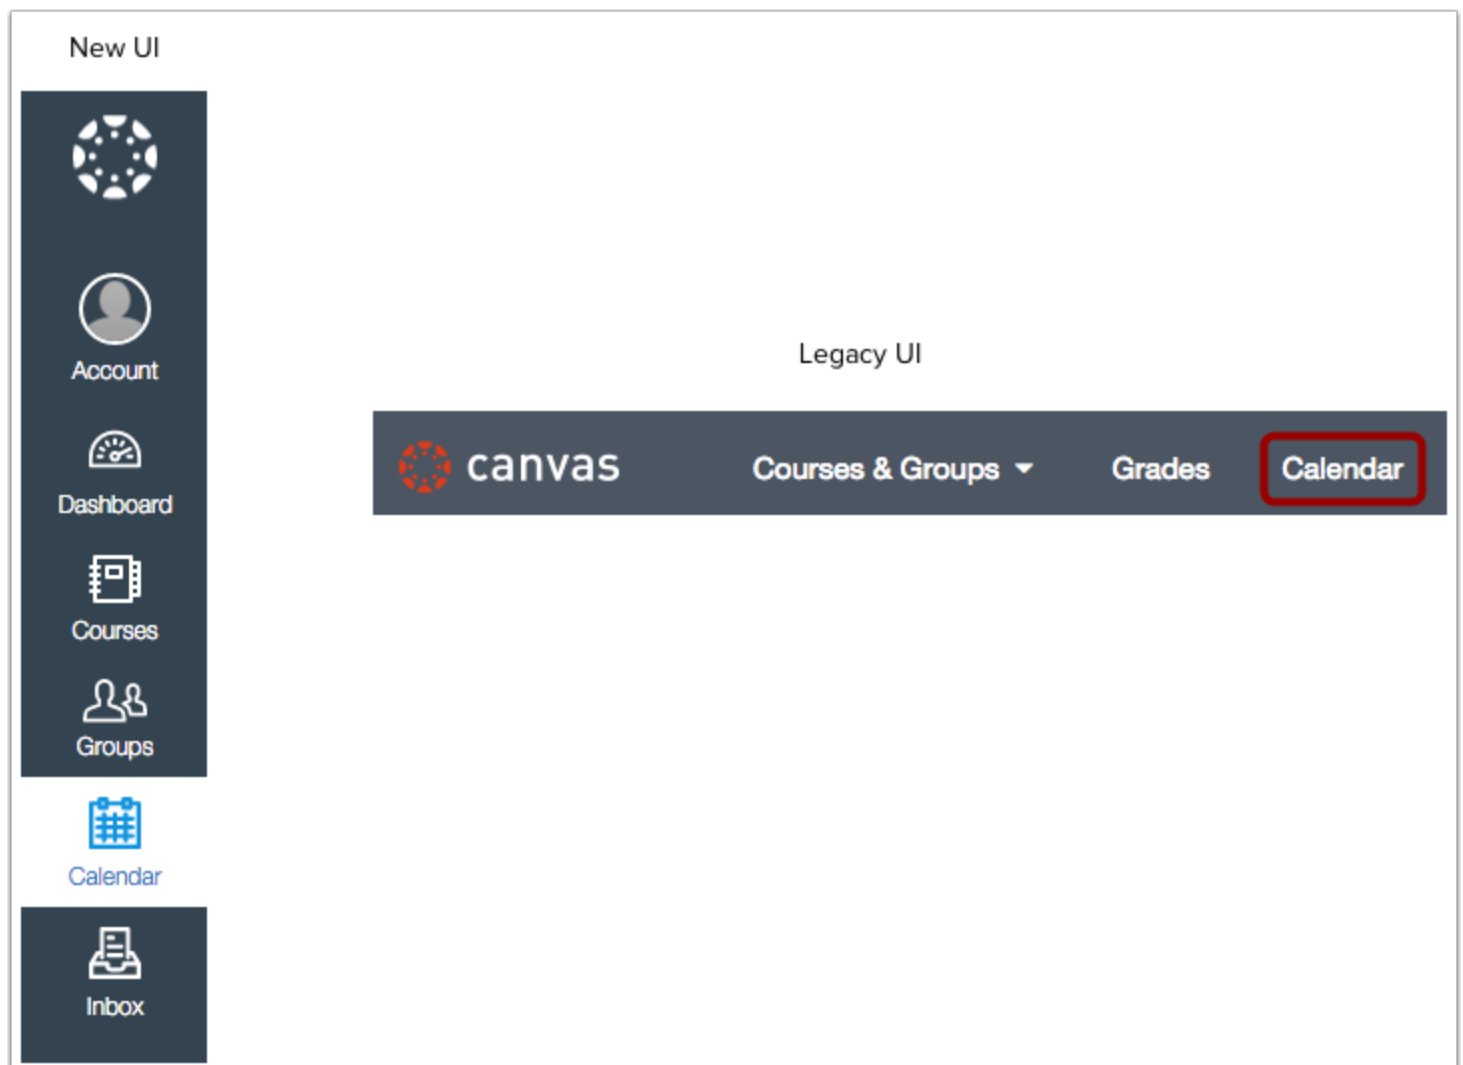 New UI
Account
Dashboard
Courses
Groups
Calendar
Inbox
Legacy UI
canvas Courses & Groups Grades Calendar